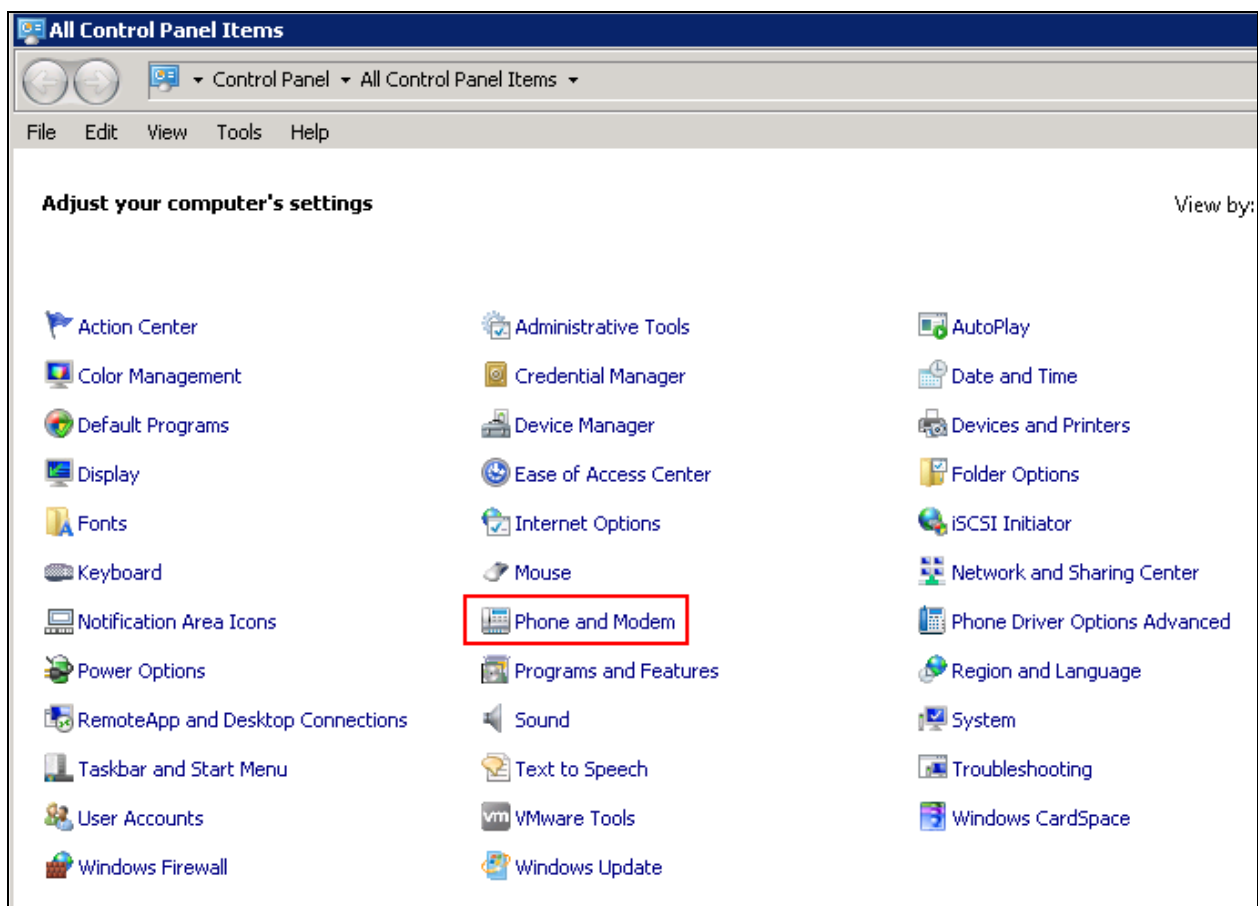 All Control Panel Items
Control Panel All Control Panel Items
File Edit View Tools Help
Adjust your computer's settings View by:
Action Center Administrative Tools AutoPlay
Color Management Credential Manager Date and Time
Default Programs Device Manager Devices and Printers
Display Ease of Access Center Folder Options
Fonts Internet Options iSCSI Initiator
Keyboard Mouse Network and Sharing Center
Notification Area Icons Phone and Modem Phone Driver Options Advanced
Power Options Programs and Features Region and Language
RemoteApp and Desktop Connections Sound System
Taskbar and Start Menu Text to Speech Troubleshooting
User Accounts vm VMware Tools Windows CardSpace
Windows Firewall Windows Update